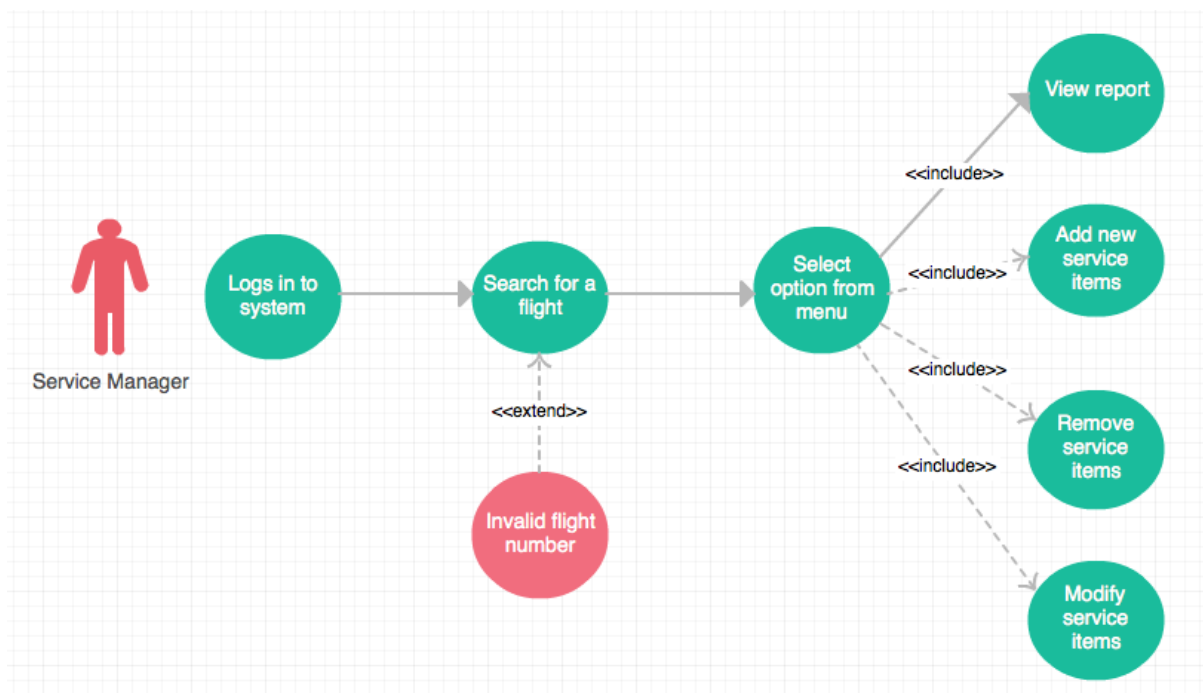 View report
<<include>>
Add new
service
items
<<include>>
Select
option from
menu
Search for a
flight
Logs in to
system
Service Manager
<<include>>
<<extend>>
Remove
service
items
<<include>>
Invalid flight
number
Modify
service
items